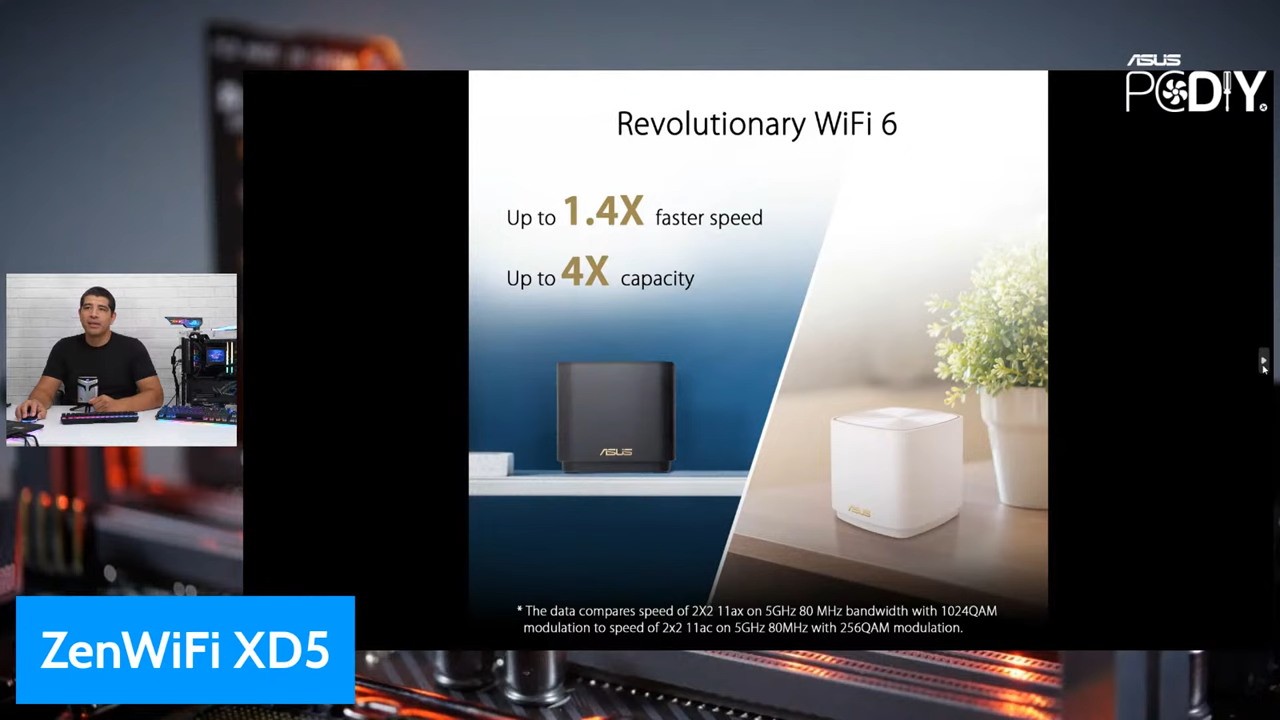 ASUS
PCDIY.
Revolutionary WiFi 6
Up to 1.4X faster speed
Up to 4X capacity
ASUS
ASUS
* The data compares speed of 2X2 11ax on 5GHz 80 MHz bandwidth with 1024QAM
modulation to speed of 2x2 11ac on 5GHz 80MHz with 256QAM modulation.
ZenWiFi XD5